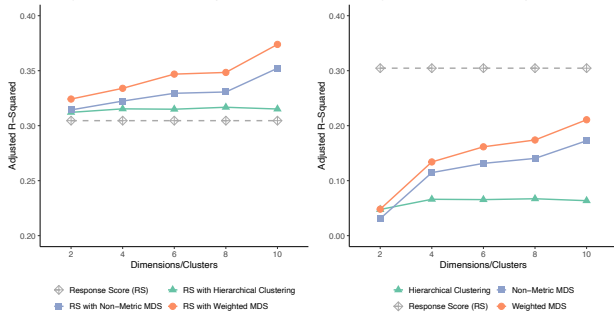 0.40
0.35
0.30
0.25
0.20
Adjusted R-Squared
2 4 6 8 10
Dimensions/Clusters
Response Score (RS)
RS with Hierarchical Clustering
RS with Non-Metric MDS
RS with Weighted MDS
0.40
0.30
0.20
0.10
0.00
Adjusted R-Squared
2 4 6 8 10
Dimensions/Clusters
Hierarchical Clustering
Non-Metric MDS
Response Score (RS)
Weighted MDS